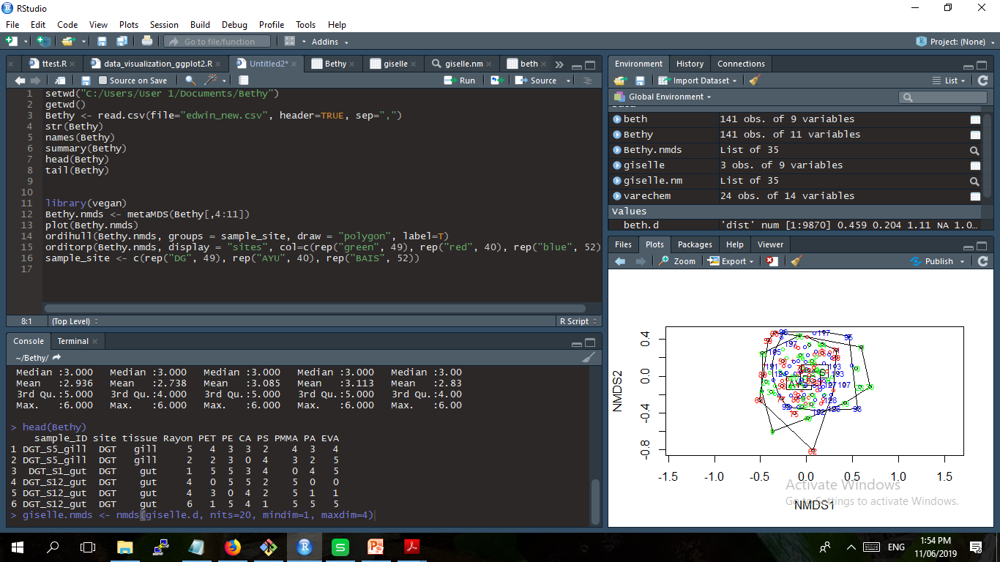 RStudio
File Edit Code View Plots Session Build Debug Profile Tools Help
Go to file/function Addins Project: (None)
ttest.R data_visualization_ggplot2.R Untitled2* Bethy giselle giselle.nm beth
Source on Save Run Source
1 setwd("C:/Users/User 1/Documents/Bethy")
2 getwd()
3 Bethy <- read.csv(file="edwin_new.csv", header=TRUE, sep=",")
4 str(Bethy)
5 names(Bethy)
6 summary(Bethy)
7 head(Bethy)
8 tail(Bethy)
9
10
11 library(vegan)
12 Bethy.nmds <- metaMDS(Bethy[,4:11])
13 plot(Bethy.nmds)
14 ordihull(Bethy.nmds, groups = sample_site, draw = "polygon", label=T)
15 orditorp(Bethy.nmds, display = "sites", col=c(rep("green", 49), rep("red", 40), rep("blue", 52)
16 sample_site <- c(rep("DG", 49), rep("AYU", 40), rep("BAIS", 52))
17
8:1 (Top Level) R Script
Console Terminal
~/Bethy/
Median :3.000 Median :3.000 Median :3.000 Median :3.000 Median :3.00
Mean :2.936 Mean :2.738 Mean :3.085 Mean :3.113 Mean :2.83
3rd Qu.:5.000 3rd Qu.:4.000 3rd Qu.:5.000 3rd Qu.:5.000 3rd Qu.:4.00
Max. :6.000 Max. :6.000 Max. :6.000 Max. :6.000 Max. :6.00
> head(Bethy)
sample_ID site tissue Rayon PET PE CA PS PMMA PA EVA
1 DGT_S5_gill DGT gill 5 4 3 3 2 4 3 4
2 DGT_S5_gill DGT gill 2 2 3 0 4 3 2 5
3 DGT_S1_gut DGT gut 1 5 5 3 4 0 4 5
4 DGT_S12_gut DGT gut 4 0 5 5 2 5 0 0
5 DGT_S12_gut DGT gut 4 3 0 4 2 5 1 1
6 DGT_S12_gut DGT gut 6 1 5 4 1 5 5 5
> giselle.nmds <- nmds(giselle.d, nits=20, mindim=1, maxdim=4)
Environment History Connections
Import Dataset List
Global Environment
beth 141 obs. of 9 variables
Bethy 141 obs. of 11 variables
Bethy.nmds List of 35
giselle 3 obs. of 9 variables
giselle.nm List of 35
varechem 24 obs. of 14 variables
Values
beth.d 'dist' num [1:9870] 0.459 0.204 1.11 NA 1.0...
Files Plots Packages Help Viewer
Zoom Export Publish
NMDS2
0.4
0.0
-0.4
-0.8
-1.5 -1.0 -0.5 0.0 0.5 1.0 1.5
NMDS1
Activate Windows
Go to Settings to activate Windows.
ENG
1:54 PM
11/06/2019